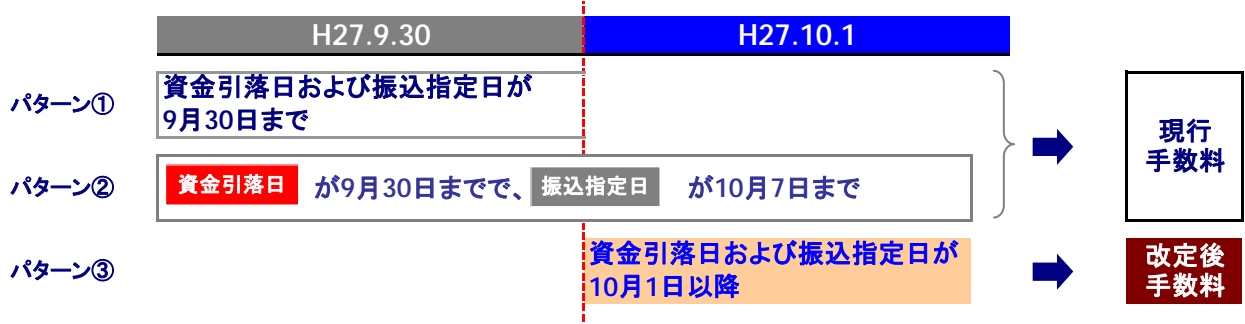 H27.9.30
H27.10.1
パターン①
資金引落日および振込指定日が
9月30日まで
パターン②
資金引落日 が9月30日までで、 振込指定日 が10月7日まで
現行
手数料
パターン③
資金引落日および振込指定日が
10月1日以降
改定後
手数料